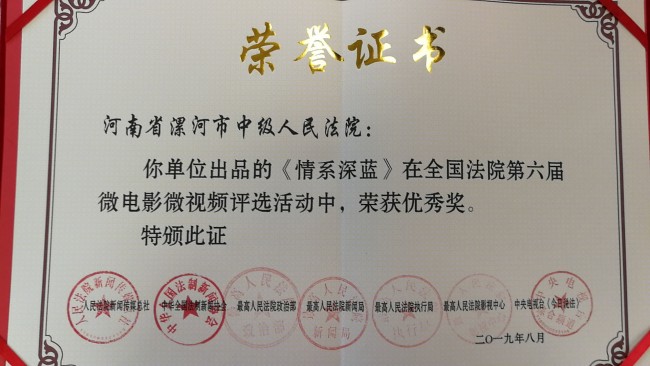 荣誉证书
河南省漯河市中级人民法院：
你单位出品的《情系深蓝》在全国法院第六届
微电影微视频评选活动中，荣获优秀奖。
特颁此证
人民法院新闻传媒总社 中华全国法制新闻协会 最高人民法院政治部 最高人民法院新闻局 最高人民法院执行局 最高人民法院影视中心 中央电视台《今日说法》
二〇一九年八月